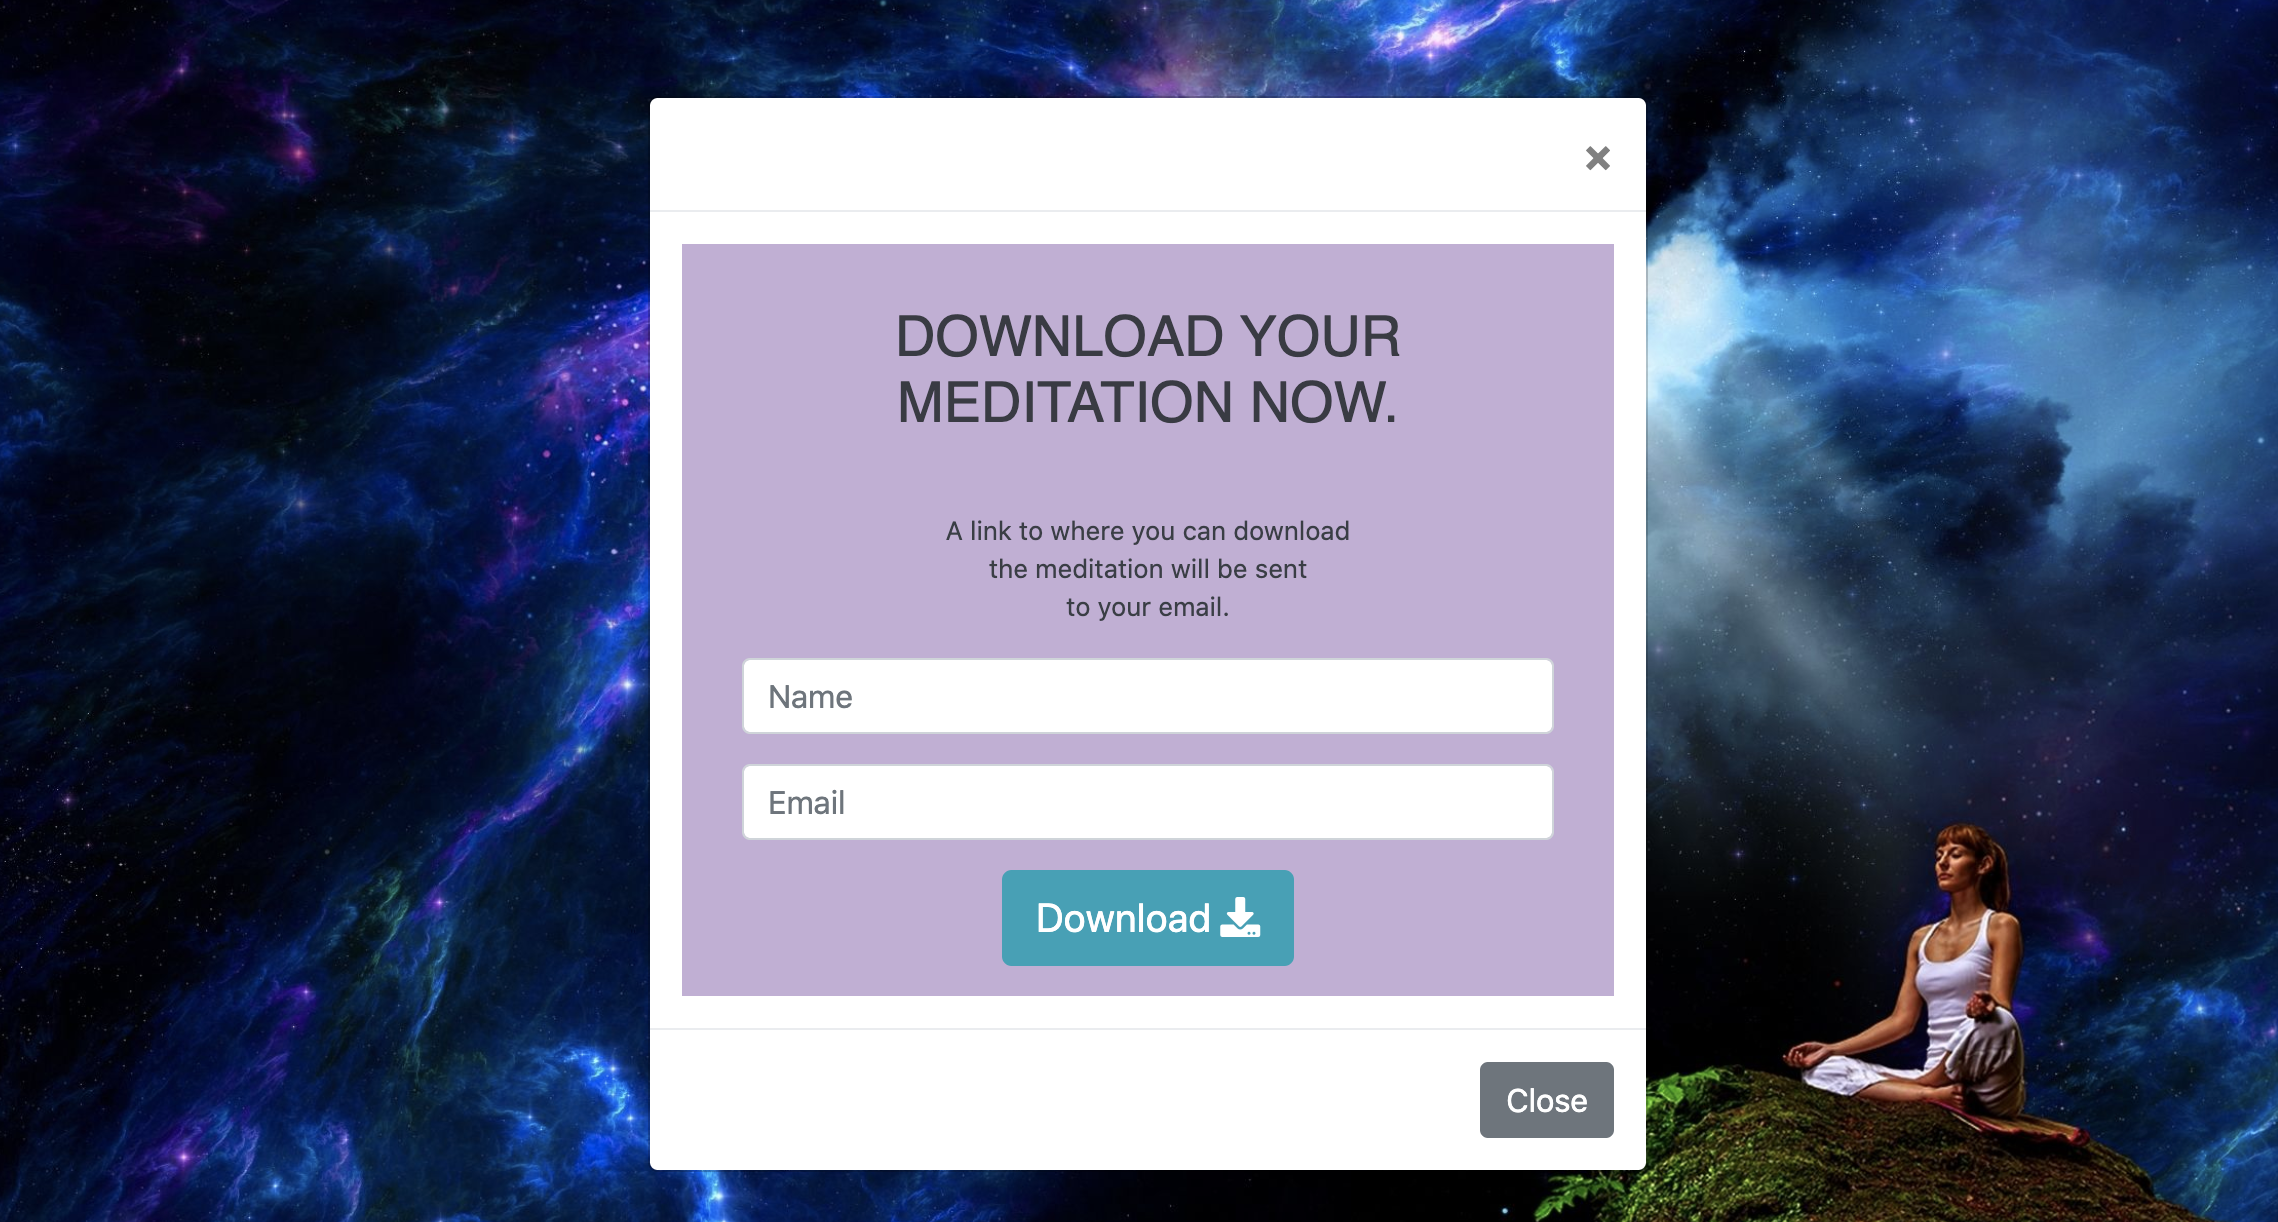 ×
DOWNLOAD YOUR
MEDITATION NOW.
A link to where you can download
the meditation will be sent
to your email.
Name
Email
Download
Close